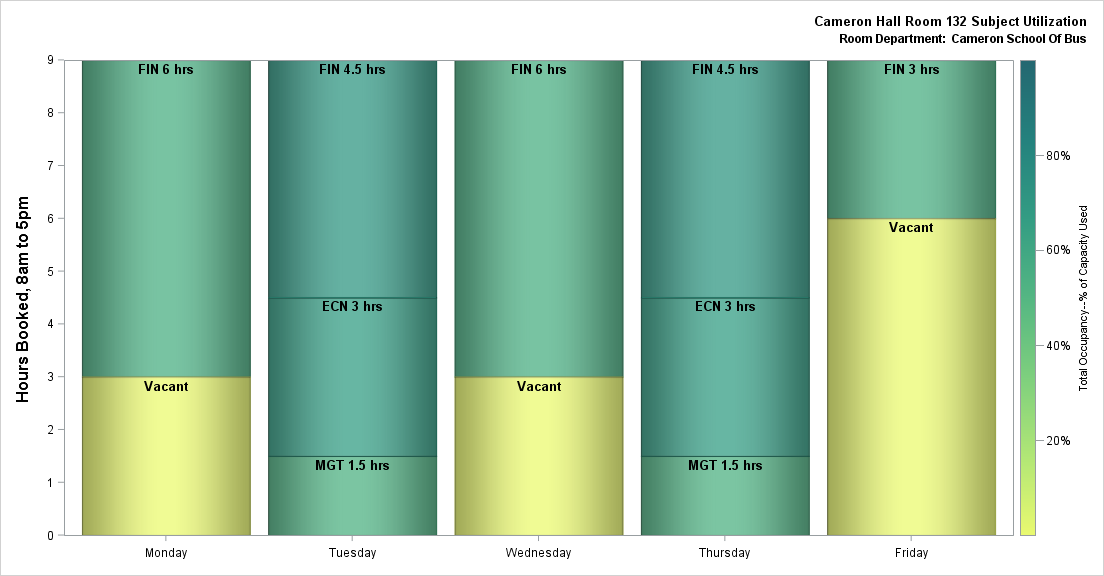 Cameron Hall Room 132 Subject Utilization
Room Department: Cameron School Of Bus
Hours Booked, 8am to 5pm
9
8
7
6
5
4
3
2
1
0
FIN 6 hrs
Vacant
FIN 4.5 hrs
ECN 3 hrs
MGT 1.5 hrs
FIN 6 hrs
Vacant
FIN 4.5 hrs
ECN 3 hrs
MGT 1.5 hrs
FIN 3 hrs
Vacant
Monday
Tuesday
Wednesday
Thursday
Friday
80%
60%
40%
20%
Total Occupancy--% of Capacity Used